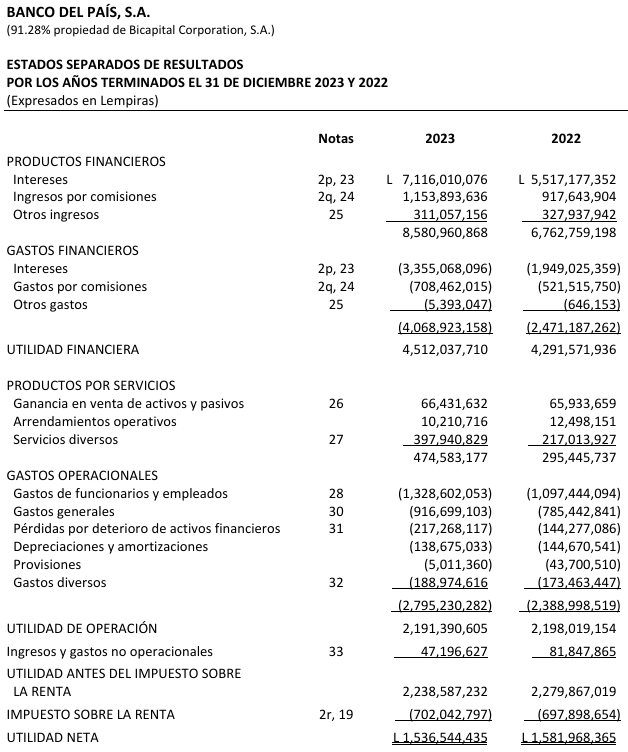 BANCO DEL PAÍS, S.A.
(91.28% propiedad de Bicapital Corporation, S.A.)
ESTADOS SEPARADOS DE RESULTADOS
POR LOS AÑOS TERMINADOS EL 31 DE DICIEMBRE 2023 Y 2022
(Expresados en Lempiras)
Notas 2023 2022
PRODUCTOS FINANCIEROS
Intereses 2p, 23 L 7,116,010,076 L 5,517,177,352
Ingresos por comisiones 2q, 24 1,153,893,636 917,643,904
Otros ingresos 25 311,057,156 327,937,942
8,580,960,868 6,762,759,198
GASTOS FINANCIEROS
Intereses 2p, 23 (3,355,068,096) (1,949,025,359)
Gastos por comisiones 2q, 24 (708,462,015) (521,515,750)
Otros gastos 25 (5,393,047) (646,153)
(4,068,923,158) (2,471,187,262)
UTILIDAD FINANCIERA 4,512,037,710 4,291,571,936
PRODUCTOS POR SERVICIOS
Ganancia en venta de activos y pasivos 26 66,431,632 65,933,659
Arrendamientos operativos 10,210,716 12,498,151
Servicios diversos 27 397,940,829 217,013,927
474,583,177 295,445,737
GASTOS OPERACIONALES
Gastos de funcionarios y empleados 28 (1,328,602,053) (1,097,444,094)
Gastos generales 30 (916,699,103) (785,442,841)
Pérdidas por deterioro de activos financieros 31 (217,268,117) (144,277,086)
Depreciaciones y amortizaciones (138,675,033) (144,670,541)
Provisiones (5,011,360) (43,700,510)
Gastos diversos 32 (188,974,616 (173,463,447)
(2,795,230,282) (2,388,998,519)
UTILIDAD DE OPERACIÓN 2,191,390,605 2,198,019,154
Ingresos y gastos no operacionales 33 47,196,627 81,847,865
UTILIDAD ANTES DEL IMPUESTO SOBRE
LA RENTA 2,238,587,232 2,279,867,019
IMPUESTO SOBRE LA RENTA 2r, 19 (702,042,797) (697,898,654)
UTILIDAD NETA L 1,536,544,435 L 1,581,968,365